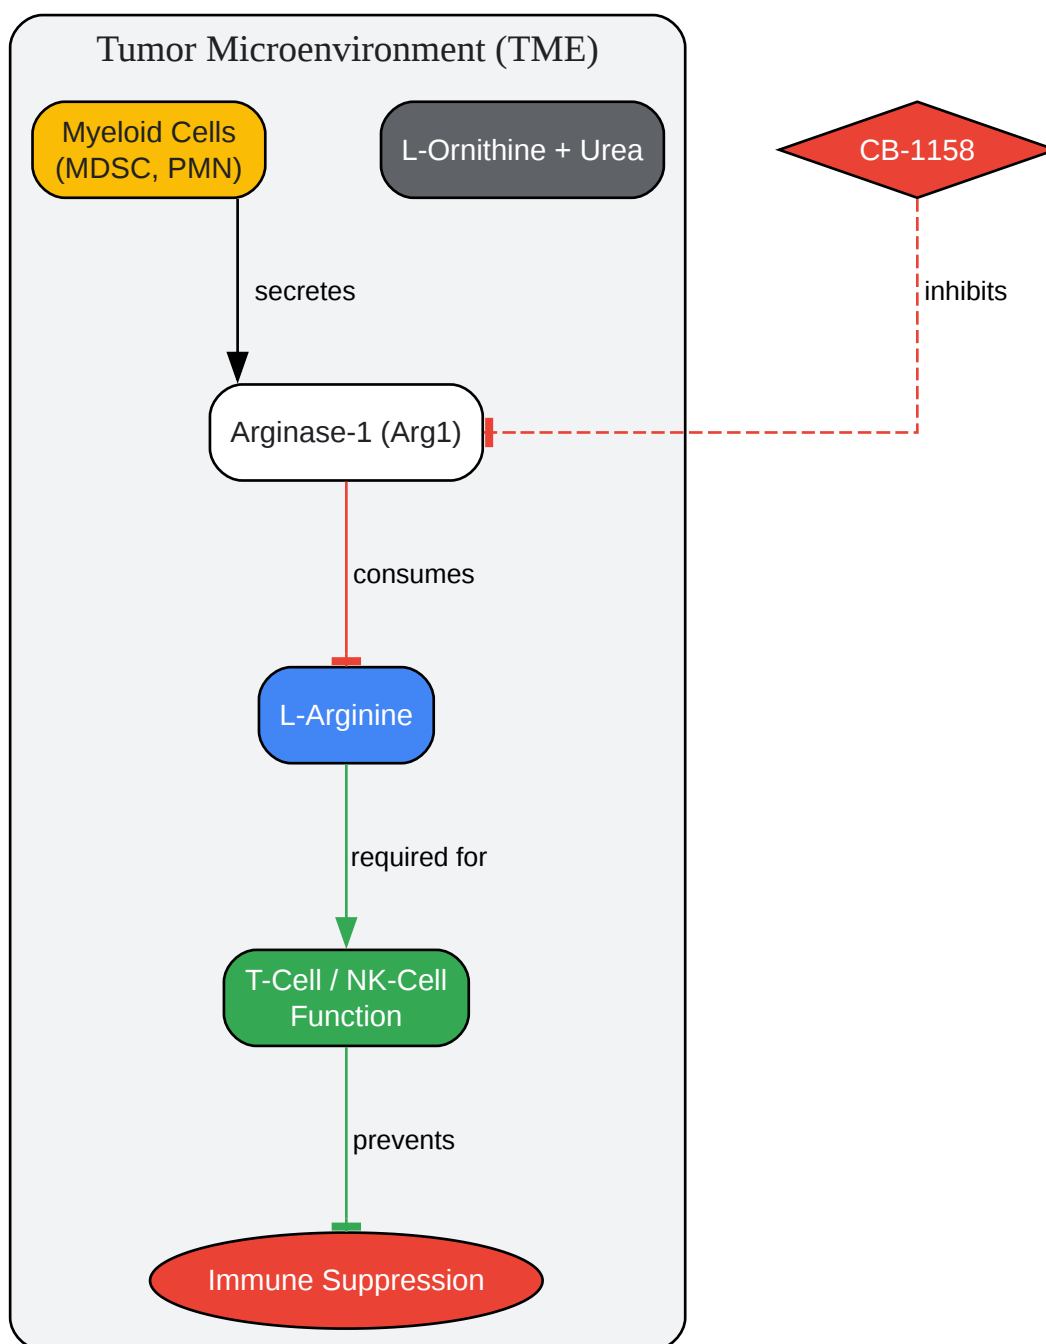 Tumor Microenvironment (TME)
Myeloid Cells
(MDSC, PMN)
L-Ornithine + Urea
CB-1158
secretes
inhibits
Arginase-1 (Arg1)
consumes
L-Arginine
required for
T-Cell / NK-Cell
Function
prevents
Immune Suppression